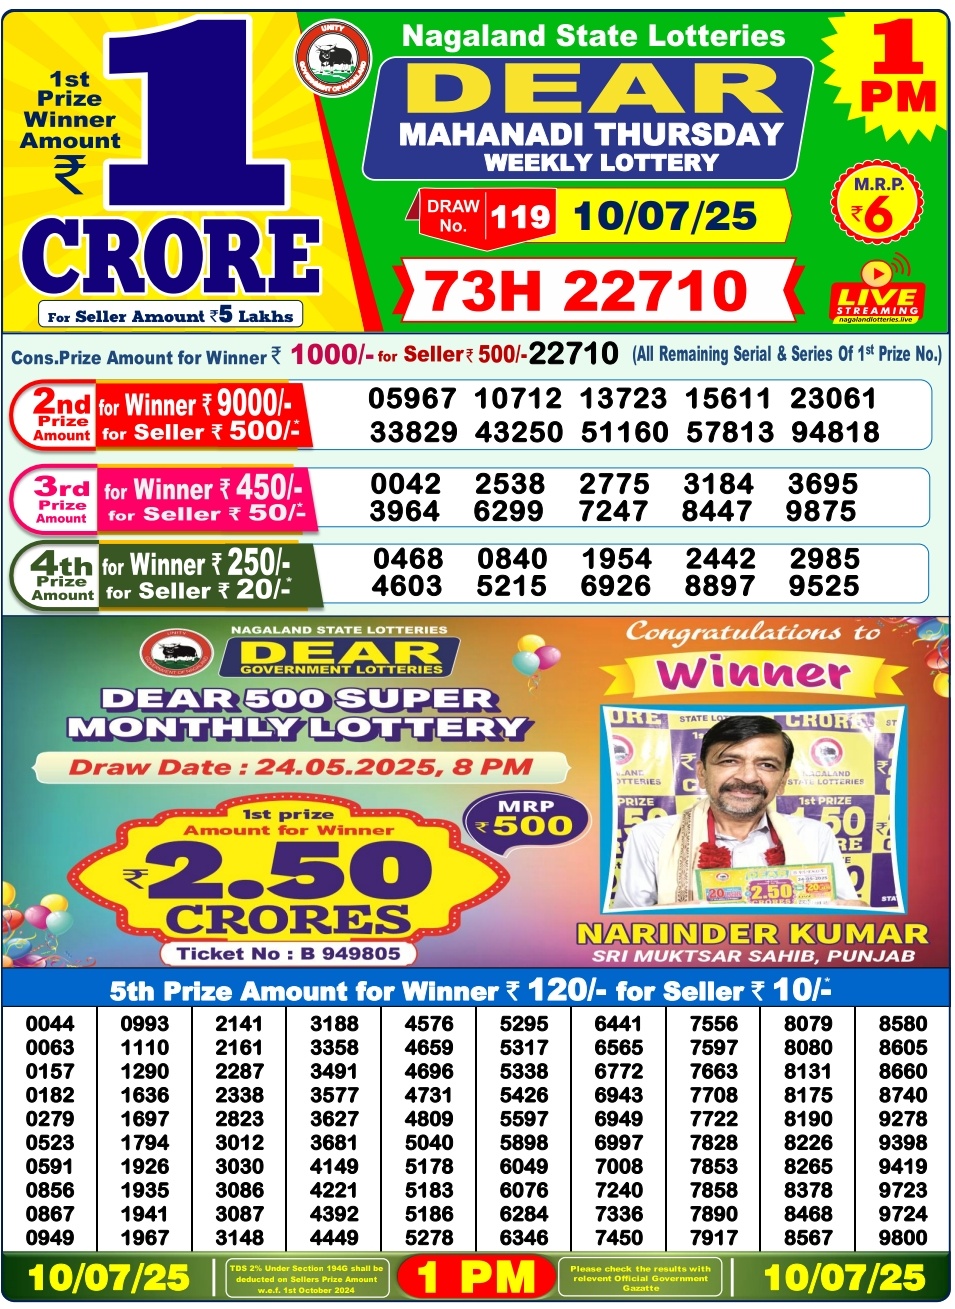 1st
Prize
Winner
Amount
₹
1
CRORE
For Seller Amount ₹5 Lakhs
UNITY
GOVERNMENT OF NAGALAND
Nagaland State Lotteries
DEAR
MAHANADI THURSDAY
WEEKLY LOTTERY
1
PM
DRAW
No.
119
10/07/25
M.R.P.
₹6
73H 22710
LIVE
STREAMING
nagalandlotteries.live
Cons.Prize Amount for Winner ₹ 1000/- for Seller ₹ 500/- 22710 (All Remaining Serial & Series Of 1st Prize No.)
2nd
Prize
Amount
for Winner ₹ 9000/-
for Seller ₹ 500/-*
05967 10712 13723 15611 23061
33829 43250 51160 57813 94818
3rd
Prize
Amount
for Winner ₹ 450/-
for Seller ₹ 50/-*
0042 2538 2775 3184 3695
3964 6299 7247 8447 9875
4th
Prize
Amount
for Winner ₹ 250/-
for Seller ₹ 20/-*
0468 0840 1954 2442 2985
4603 5215 6926 8897 9525
NAGALAND STATE LOTTERIES
DEAR
GOVERNMENT LOTTERIES
DEAR 500 SUPER
MONTHLY LOTTERY
Draw Date : 24.05.2025, 8 PM
1st prize
Amount for Winner
₹2.50
CRORES
Ticket No : B 949805
MRP
₹500
Congratulations to
Winner
NARINDER KUMAR
SRI MUKTSAR SAHIB, PUNJAB
5th Prize Amount for Winner ₹ 120/- for Seller ₹ 10/-*
0044 0993 2141 3188 4576 5295 6441 7556 8079 8580
0063 1110 2161 3358 4659 5317 6565 7597 8080 8605
0157 1290 2287 3491 4696 5338 6772 7663 8131 8660
0182 1636 2338 3577 4731 5426 6943 7708 8175 8740
0279 1697 2823 3627 4809 5597 6949 7722 8190 9278
0523 1794 3012 3681 5040 5898 6997 7828 8226 9398
0591 1926 3030 4149 5178 6049 7008 7853 8265 9419
0856 1935 3086 4221 5183 6076 7240 7858 8378 9723
0867 1941 3087 4392 5186 6284 7336 7890 8468 9724
0949 1967 3148 4449 5278 6346 7450 7917 8567 9800
10/07/25
TDS 2% Under Section 194G shall be
deducted on Sellers Prize Amount
w.e.f. 1st October 2024
1 PM
Please check the results with
relevent Official Government
Gazatte
10/07/25